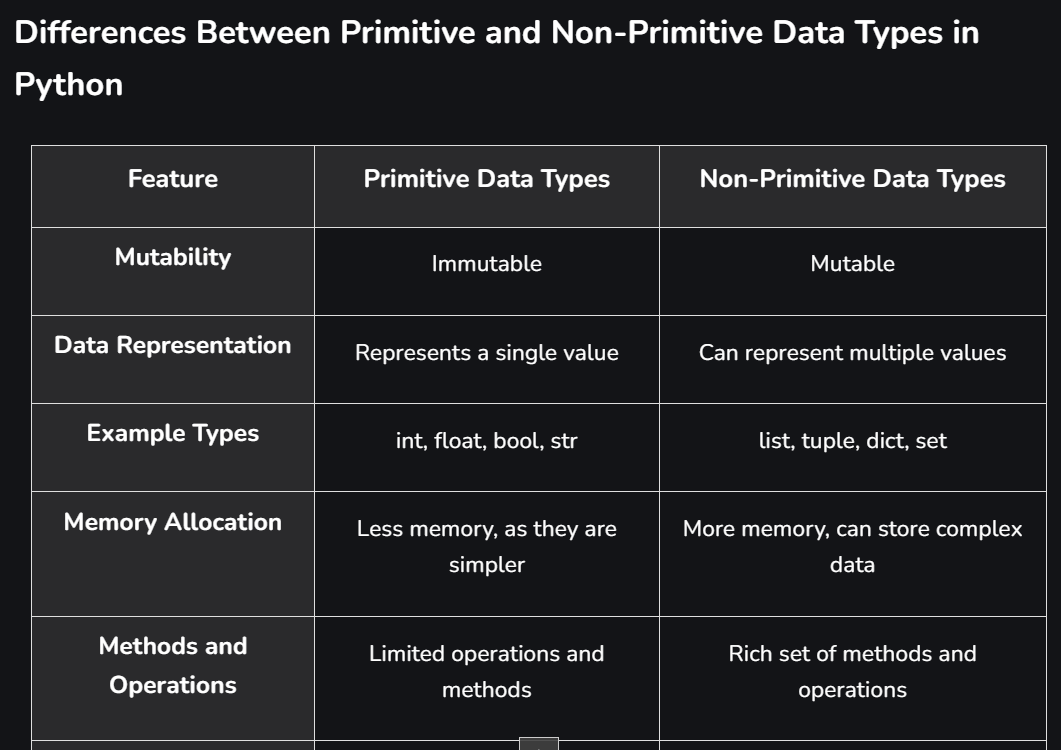 Differences Between Primitive and Non-Primitive Data Types in
Python
Feature
Primitive Data Types
Non-Primitive Data Types
Mutability
Immutable
Mutable
Data Representation
Represents a single value
Can represent multiple values
Example Types
int, float, bool, str
list, tuple, dict, set
Memory Allocation
Less memory, as they are
simpler
More memory, can store complex
data
Methods and
Operations
Limited operations and
methods
Rich set of methods and
operations